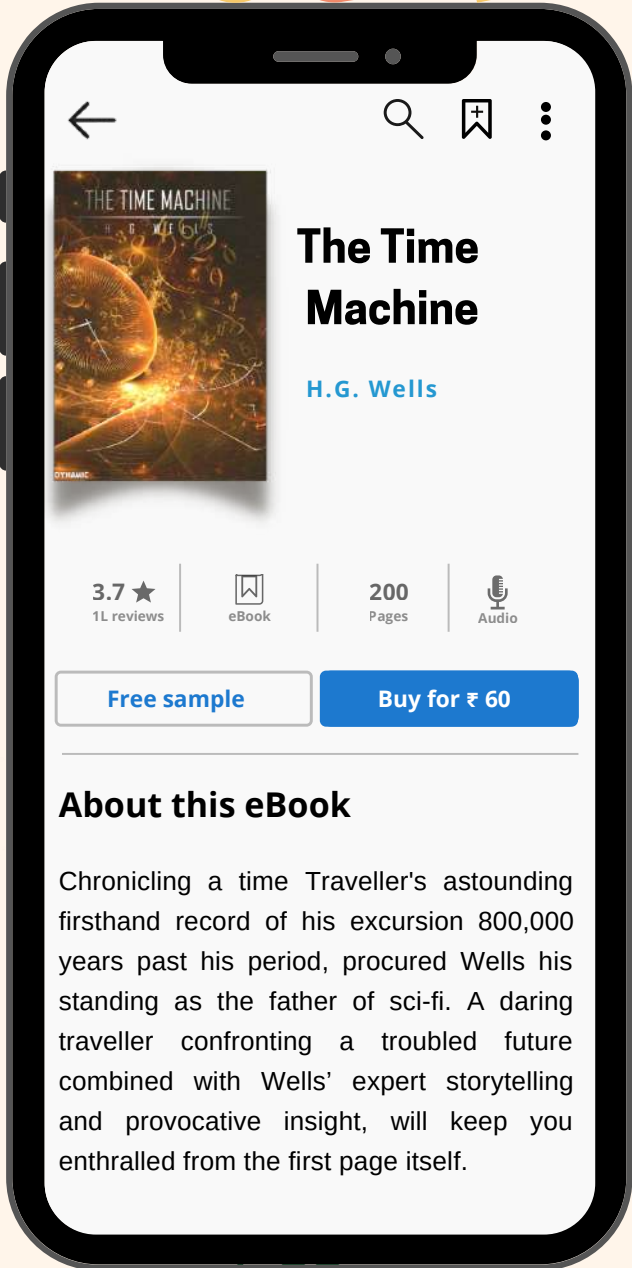 THE TIME MACHINE
H G WELLS
DYNAMIC
The Time
Machine
H.G. Wells
3.7 ★
1L reviews
eBook
200
Pages
Audio
Free sample
Buy for ₹ 60
About this eBook
Chronicling a time Traveller's astounding
firsthand record of his excursion 800,000
years past his period, procured Wells his
standing as the father of sci-fi. A daring
traveller confronting a troubled future
combined with Wells’ expert storytelling
and provocative insight, will keep you
enthralled from the first page itself.